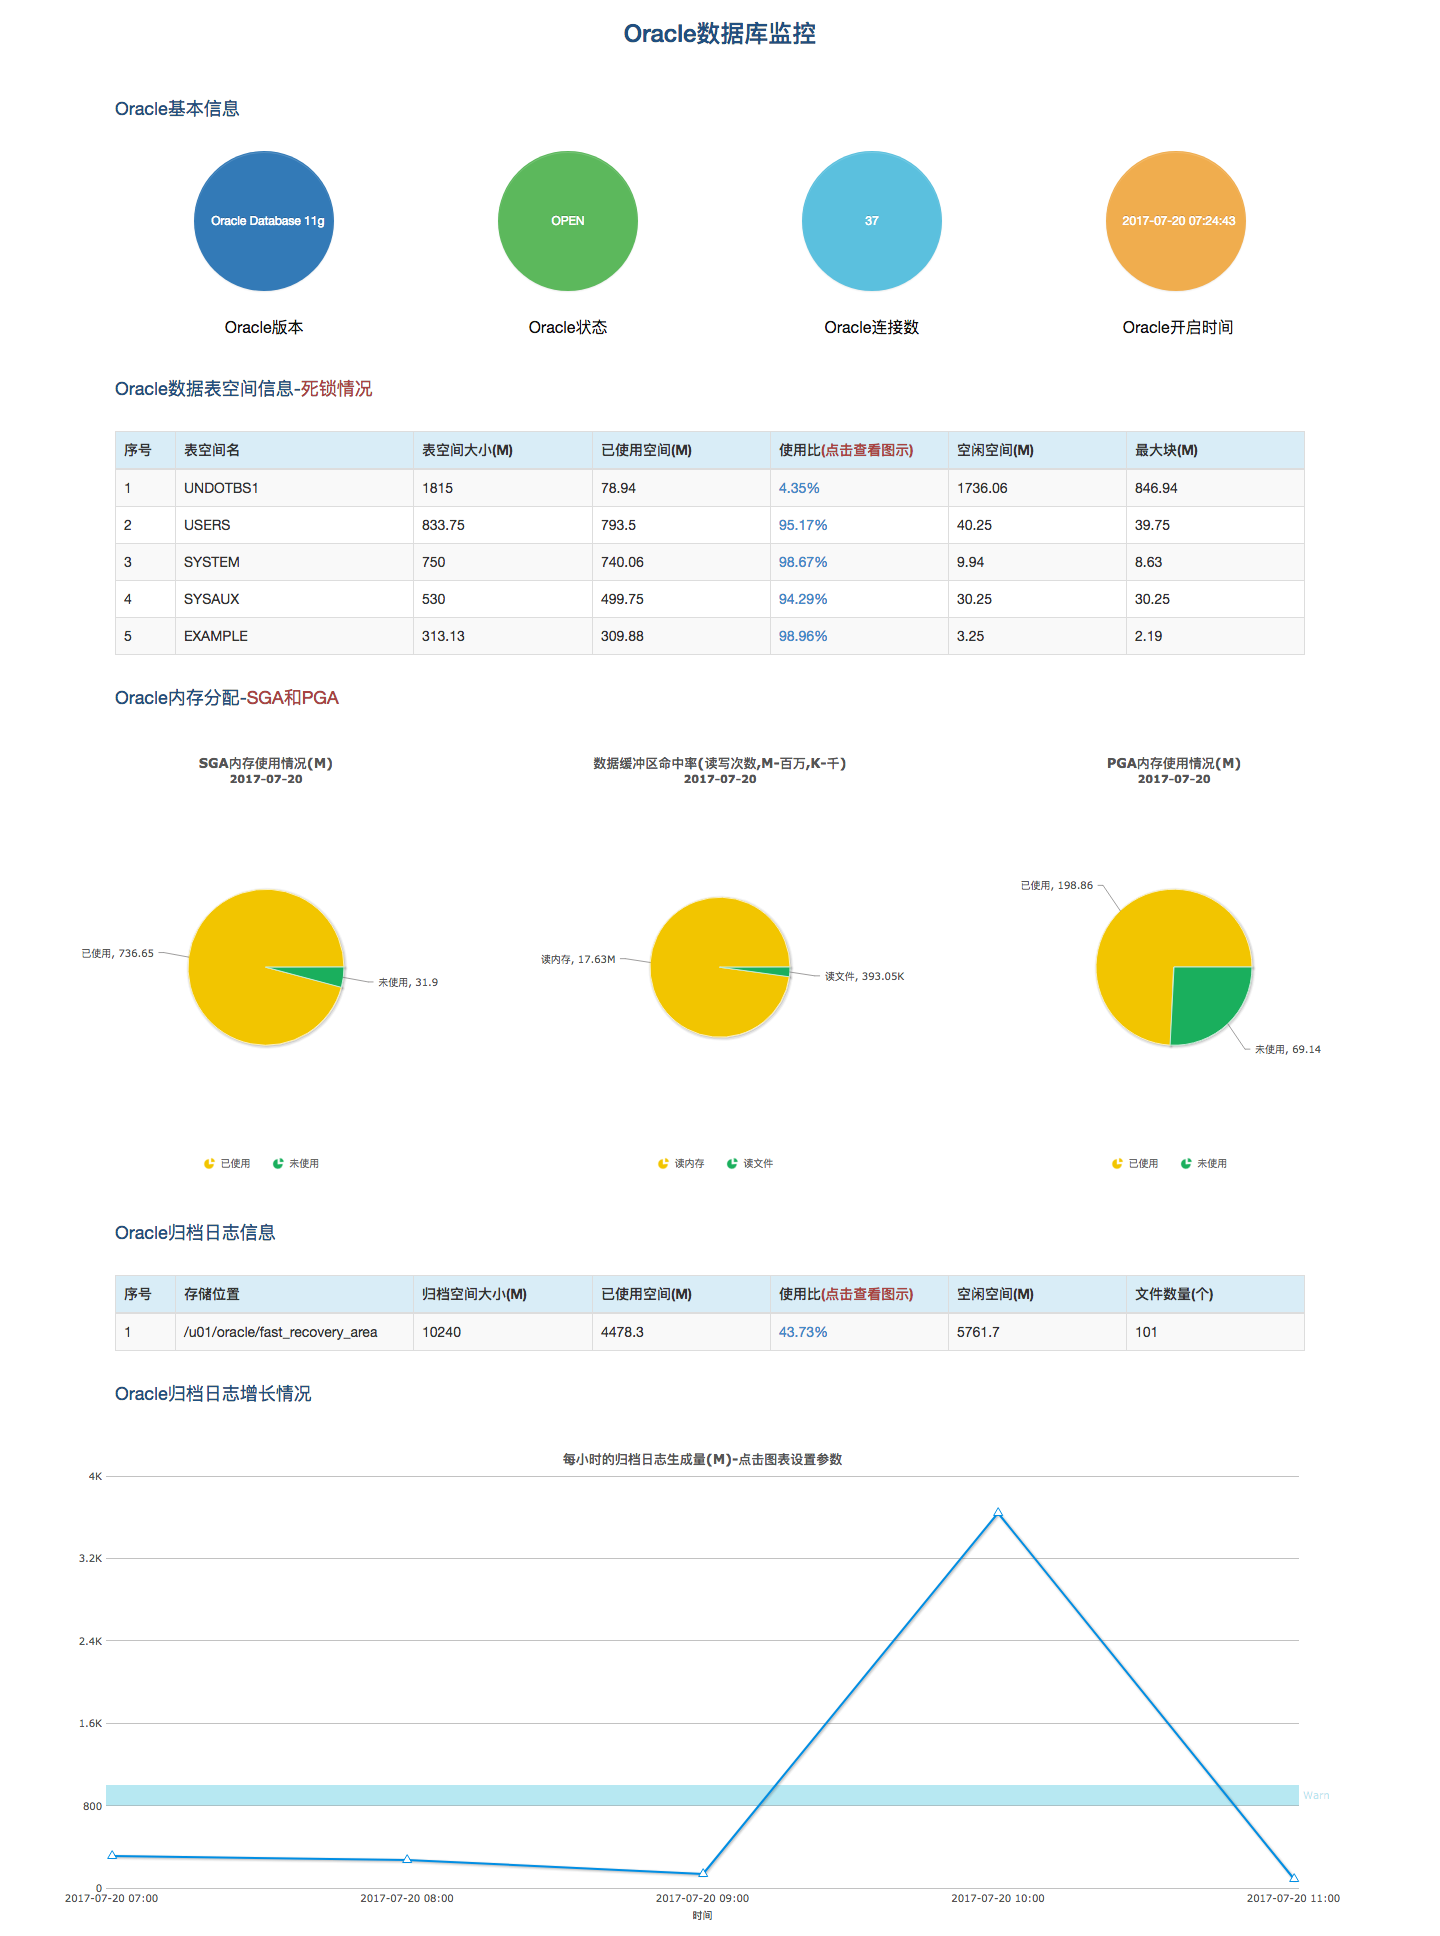 Oracle数据库监控
Oracle基本信息
Oracle Database 11g
OPEN
37
2017-07-20 07:24:43
Oracle版本
Oracle状态
Oracle连接数
Oracle开启时间
Oracle数据表空间信息-死锁情况
序号 表空间名 表空间大小(M) 已使用空间(M) 使用比(点击查看图示) 空闲空间(M) 最大块(M)
1 UNDOTBS1 1815 78.94 4.35% 1736.06 846.94
2 USERS 833.75 793.5 95.17% 40.25 39.75
3 SYSTEM 750 740.06 98.67% 9.94 8.63
4 SYSAUX 530 499.75 94.29% 30.25 30.25
5 EXAMPLE 313.13 309.88 98.96% 3.25 2.19
Oracle内存分配-SGA和PGA
SGA内存使用情况(M)
2017-07-20
已使用, 736.65
未使用, 31.9
已使用 未使用
数据缓冲区命中率(读写次数,M-百万,K-千)
2017-07-20
读内存, 17.63M
读文件, 393.05K
读内存 读文件
PGA内存使用情况(M)
2017-07-20
已使用, 198.86
未使用, 69.14
已使用 未使用
Oracle归档日志信息
序号 存储位置 归档空间大小(M) 已使用空间(M) 使用比(点击查看图示) 空闲空间(M) 文件数量(个)
1 /u01/oracle/fast_recovery_area 10240 4478.3 43.73% 5761.7 101
Oracle归档日志增长情况
每小时的归档日志生成量(M)-点击图表设置参数
4K
3.2K
2.4K
1.6K
Warn
800
0
2017-07-20 07:00 2017-07-20 08:00 2017-07-20 09:00 2017-07-20 10:00 2017-07-20 11:00
时间